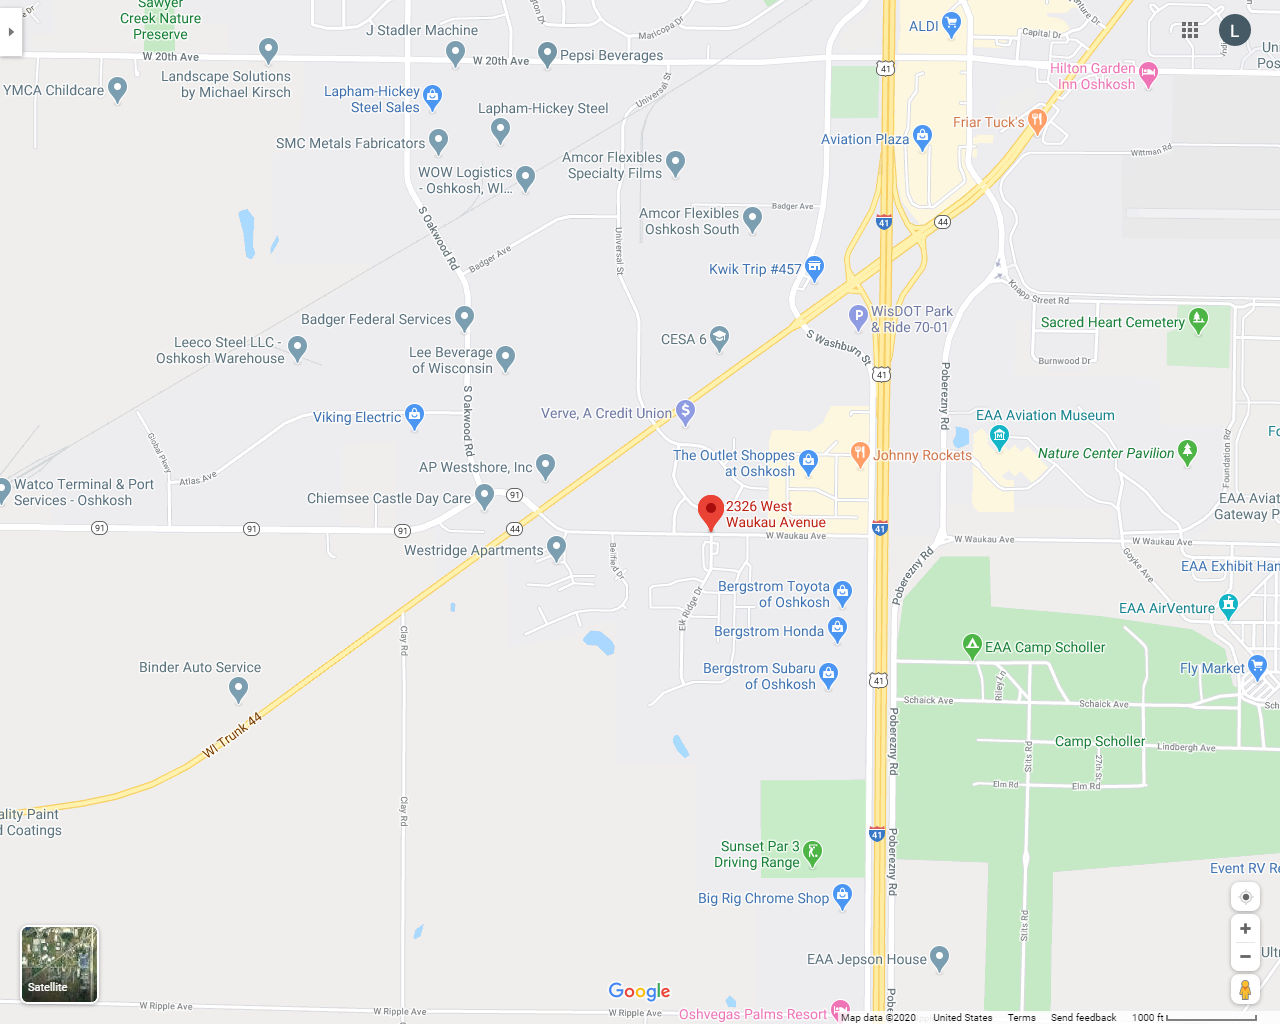 Sawyer
Creek Nature
Preserve
J Stadler Machine
Maricopa Dr
ALDI
Capital Dr
L
W 20th Ave
W 20th Ave
Pepsi Beverages
41
Hilton Garden
Inn Oshkosh
Landscape Solutions
by Michael Kirsch
YMCA Childcare
Lapham-Hickey
Steel Sales
Lapham-Hickey Steel
Universal St
Friar Tuck's
SMC Metals Fabricators
Aviation Plaza
Wittman Rd
WOW Logistics
- Oshkosh, WI...
Amcor Flexibles
Specialty Films
S Oakwood Rd
Badger Ave
Amcor Flexibles
Oshkosh South
41
44
Universal St
Badger Ave
Kwik Trip #457
Knapp Street Rd
Badger Federal Services
WisDOT Park
& Ride 70-01
Sacred Heart Cemetery
CESA 6
S Washburn St
Leeco Steel LLC -
Oshkosh Warehouse
Lee Beverage
of Wisconsin
Burnwood Dr
41
Poberezny Rd
S Oakwood Rd
Viking Electric
Verve, A Credit Union
EAA Aviation Museum
Global Pkwy
Nature Center Pavilion
Foundation Rd
The Outlet Shoppes
at Oshkosh
Johnny Rockets
AP Westshore, Inc
Atlas Ave
Watco Terminal & Port
Services - Oshkosh
Chiemsee Castle Day Care
91
EAA Aviati
Gateway P
2326 West
Waukau Avenue
91
91
91
44
41
W Waukau Ave
W Waukau Ave
W Waukau Ave
Westridge Apartments
Belfield Dr
Goyke Ave
Poberezny Rd
EAA Exhibit Han
Bergstrom Toyota
of Oshkosh
Elk Ridge Dr
EAA AirVenture
Bergstrom Honda
Clay Rd
EAA Camp Scholler
Binder Auto Service
Bergstrom Subaru
of Oshkosh
Fly Market
41
Riley Ln
Schaick Ave
Schaick Ave
WI Trunk 44
Poberezny Rd
Camp Scholler
Lindbergh Ave
Stits Rd
27th St
Elm Rd
Elm Rd
Clay Rd
ality Paint
d Coatings
41
Sunset Par 3
Driving Range
Poberezny Rd
Event RV Re
Big Rig Chrome Shop
Stits Rd
EAA Jepson House
Satellite
Google
W Ripple Ave
W Ripple Ave
W Ripple Ave
Oshvegas Palms Resort
Map data ©2020
United States
Terms
Send feedback
1000 ft